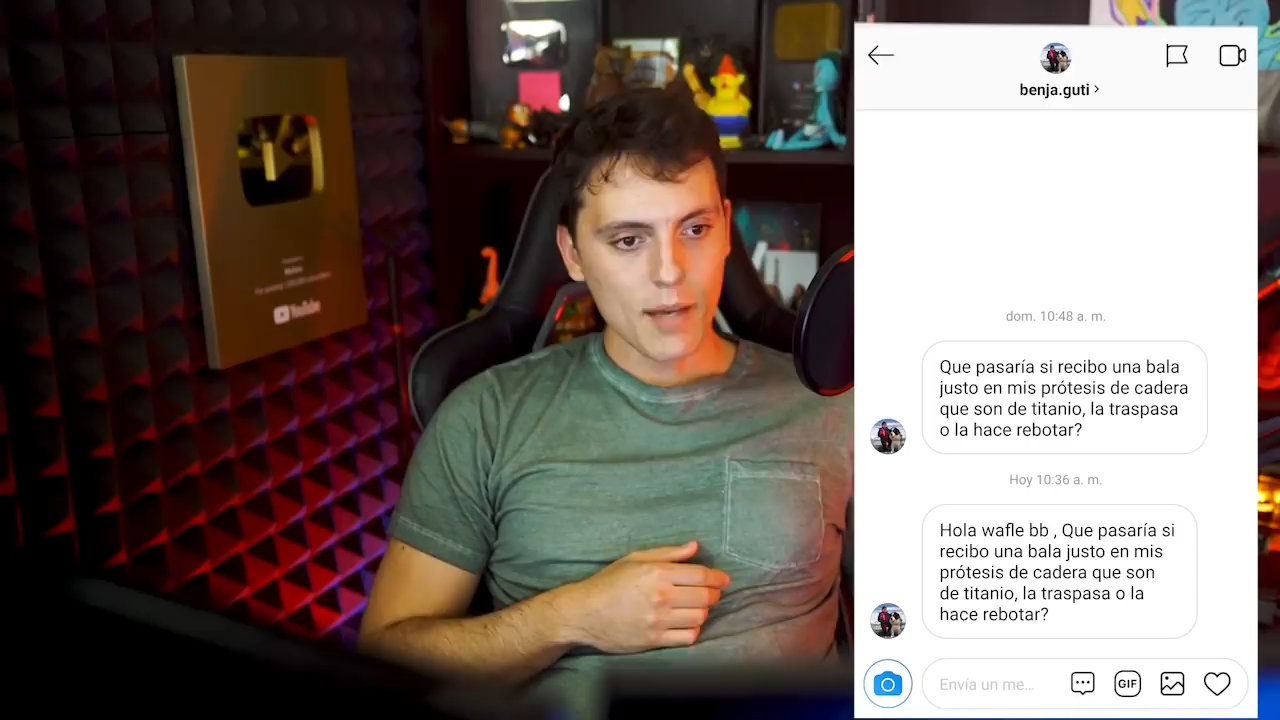 YouTube
benja.guti
dom. 10:48 a. m.
Que pasaría si recibo una bala
justo en mis prótesis de cadera
que son de titanio, la traspasa
o la hace rebotar?
Hoy 10:36 a. m.
Hola wafle bb , Que pasaría si
recibo una bala justo en mis
prótesis de cadera que son
de titanio, la traspasa o la
hace rebotar?
Envía un me...
GIF